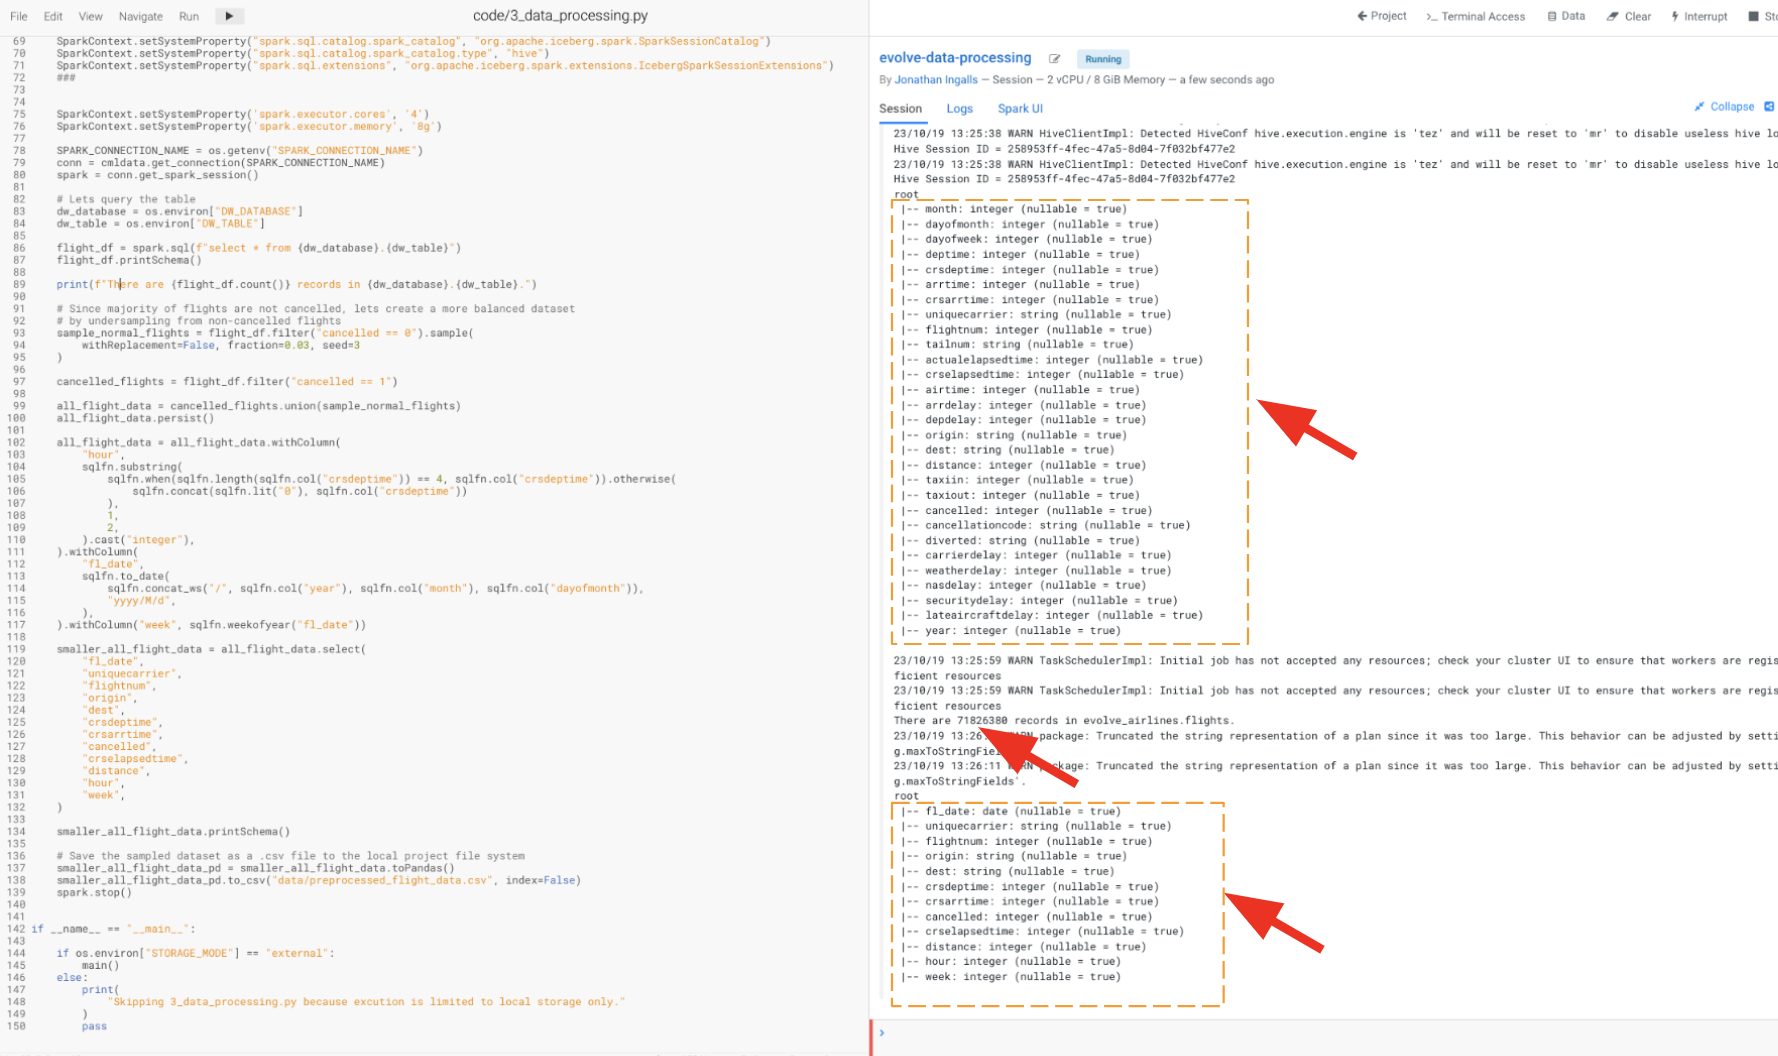 File Edit View Navigate Run
code/3_data_processing.py
69 SparkContext.setSystemProperty("spark.sql.catalog.spark_catalog", "org.apache.iceberg.spark.SparkSessionCatalog")
70 SparkContext.setSystemProperty("spark.sql.catalog.spark_catalog.type", "hive")
71 SparkContext.setSystemProperty("spark.sql.extensions", "org.apache.iceberg.spark.extensions.IcebergSparkSessionExtensions")
72 ###
73
74
75 SparkContext.setSystemProperty('spark.executor.cores', '4')
76 SparkContext.setSystemProperty('spark.executor.memory', '8g')
77
78 SPARK_CONNECTION_NAME = os.getenv("SPARK_CONNECTION_NAME")
79 conn = cmldata.get_connection(SPARK_CONNECTION_NAME)
80 spark = conn.get_spark_session()
81
82 # Lets query the table
83 dw_database = os.environ["DW_DATABASE"]
84 dw_table = os.environ["DW_TABLE"]
85
86 flight_df = spark.sql(f"select * from {dw_database}.{dw_table}")
87 flight_df.printSchema()
88
89 print(f"There are {flight_df.count()} records in {dw_database}.{dw_table}.")
90
91 # Since majority of flights are not cancelled, lets create a more balanced dataset
92 # by undersampling from non-cancelled flights
93 sample_normal_flights = flight_df.filter("cancelled == 0").sample(
94 withReplacement=False, fraction=0.03, seed=3
95 )
96
97 cancelled_flights = flight_df.filter("cancelled == 1")
98
99 all_flight_data = cancelled_flights.union(sample_normal_flights)
100 all_flight_data.persist()
101
102 all_flight_data = all_flight_data.withColumn(
103 "hour",
104 sqlfn.substring(
105 sqlfn.when(sqlfn.length(sqlfn.col("crsdeptime")) == 4, sqlfn.col("crsdeptime")).otherwise(
106 sqlfn.concat(sqlfn.lit("0"), sqlfn.col("crsdeptime"))
107 ),
108 1,
109 2,
110 ).cast("integer"),
111 ).withColumn(
112 "fl_date",
113 sqlfn.to_date(
114 sqlfn.concat_ws("/", sqlfn.col("year"), sqlfn.col("month"), sqlfn.col("dayofmonth")),
115 "yyyy/M/d",
116 ),
117 ).withColumn("week", sqlfn.weekofyear("fl_date"))
118
119 smaller_all_flight_data = all_flight_data.select(
120 "fl_date",
121 "uniquecarrier",
122 "flightnum",
123 "origin",
124 "dest",
125 "crsdeptime",
126 "crsarrtime",
127 "cancelled",
128 "crselapsedtime",
129 "distance",
130 "hour",
131 "week",
132 )
133
134 smaller_all_flight_data.printSchema()
135
136 # Save the sampled dataset as a .csv file to the local project file system
137 smaller_all_flight_data_pd = smaller_all_flight_data.toPandas()
138 smaller_all_flight_data_pd.to_csv("data/preprocessed_flight_data.csv", index=False)
139 spark.stop()
140
141
142 if __name__ == "__main__":
143
144 if os.environ["STORAGE_MODE"] == "external":
145 main()
146 else:
147 print(
148 "Skipping 3_data_processing.py because excution is limited to local storage only."
149 )
150 pass
Project Terminal Access Data Clear Interrupt Sto
evolve-data-processing Running
By Jonathan Ingalls — Session — 2 vCPU / 8 GiB Memory — a few seconds ago
Session Logs Spark UI Collapse
23/10/19 13:25:38 WARN HiveClientImpl: Detected HiveConf hive.execution.engine is 'tez' and will be reset to 'mr' to disable useless hive lo
Hive Session ID = 258953ff-4fec-47a5-8d04-7f032bf477e2
23/10/19 13:25:38 WARN HiveClientImpl: Detected HiveConf hive.execution.engine is 'tez' and will be reset to 'mr' to disable useless hive lo
Hive Session ID = 258953ff-4fec-47a5-8d04-7f032bf477e2
root
|-- month: integer (nullable = true)
|-- dayofmonth: integer (nullable = true)
|-- dayofweek: integer (nullable = true)
|-- deptime: integer (nullable = true)
|-- crsdeptime: integer (nullable = true)
|-- arrtime: integer (nullable = true)
|-- crsarrtime: integer (nullable = true)
|-- uniquecarrier: string (nullable = true)
|-- flightnum: integer (nullable = true)
|-- tailnum: string (nullable = true)
|-- actualelapsedtime: integer (nullable = true)
|-- crselapsedtime: integer (nullable = true)
|-- airtime: integer (nullable = true)
|-- arrdelay: integer (nullable = true)
|-- depdelay: integer (nullable = true)
|-- origin: string (nullable = true)
|-- dest: string (nullable = true)
|-- distance: integer (nullable = true)
|-- taxiin: integer (nullable = true)
|-- taxiout: integer (nullable = true)
|-- cancelled: integer (nullable = true)
|-- cancellationcode: string (nullable = true)
|-- diverted: string (nullable = true)
|-- carrierdelay: integer (nullable = true)
|-- weatherdelay: integer (nullable = true)
|-- nasdelay: integer (nullable = true)
|-- securitydelay: integer (nullable = true)
|-- lateaircraftdelay: integer (nullable = true)
|-- year: integer (nullable = true)
23/10/19 13:25:59 WARN TaskSchedulerImpl: Initial job has not accepted any resources; check your cluster UI to ensure that workers are regis
ficient resources
23/10/19 13:25:59 WARN TaskSchedulerImpl: Initial job has not accepted any resources; check your cluster UI to ensure that workers are regis
ficient resources
There are 71826380 records in evolve_airlines.flights.
23/10/19 13:26: package: Truncated the string representation of a plan since it was too large. This behavior can be adjusted by setti
g.maxToStringFie
23/10/19 13:26:11 WARN package: Truncated the string representation of a plan since it was too large. This behavior can be adjusted by setti
g.maxToStringFields'.
root
|-- fl_date: date (nullable = true)
|-- uniquecarrier: string (nullable = true)
|-- flightnum: integer (nullable = true)
|-- origin: string (nullable = true)
|-- dest: string (nullable = true)
|-- crsdeptime: integer (nullable = true)
|-- crsarrtime: integer (nullable = true)
|-- cancelled: integer (nullable = true)
|-- crselapsedtime: integer (nullable = true)
|-- distance: integer (nullable = true)
|-- hour: integer (nullable = true)
|-- week: integer (nullable = true)